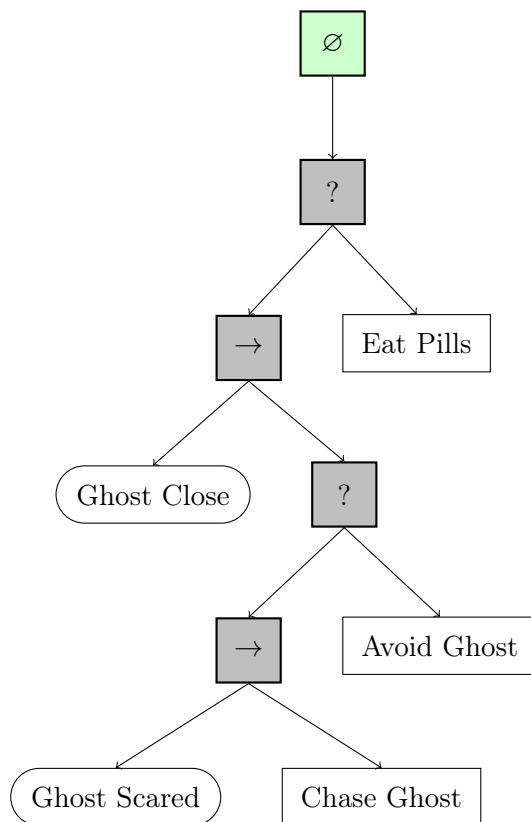 ∅
?
→
Eat Pills
Ghost Close
?
→
Avoid Ghost
Ghost Scared
Chase Ghost